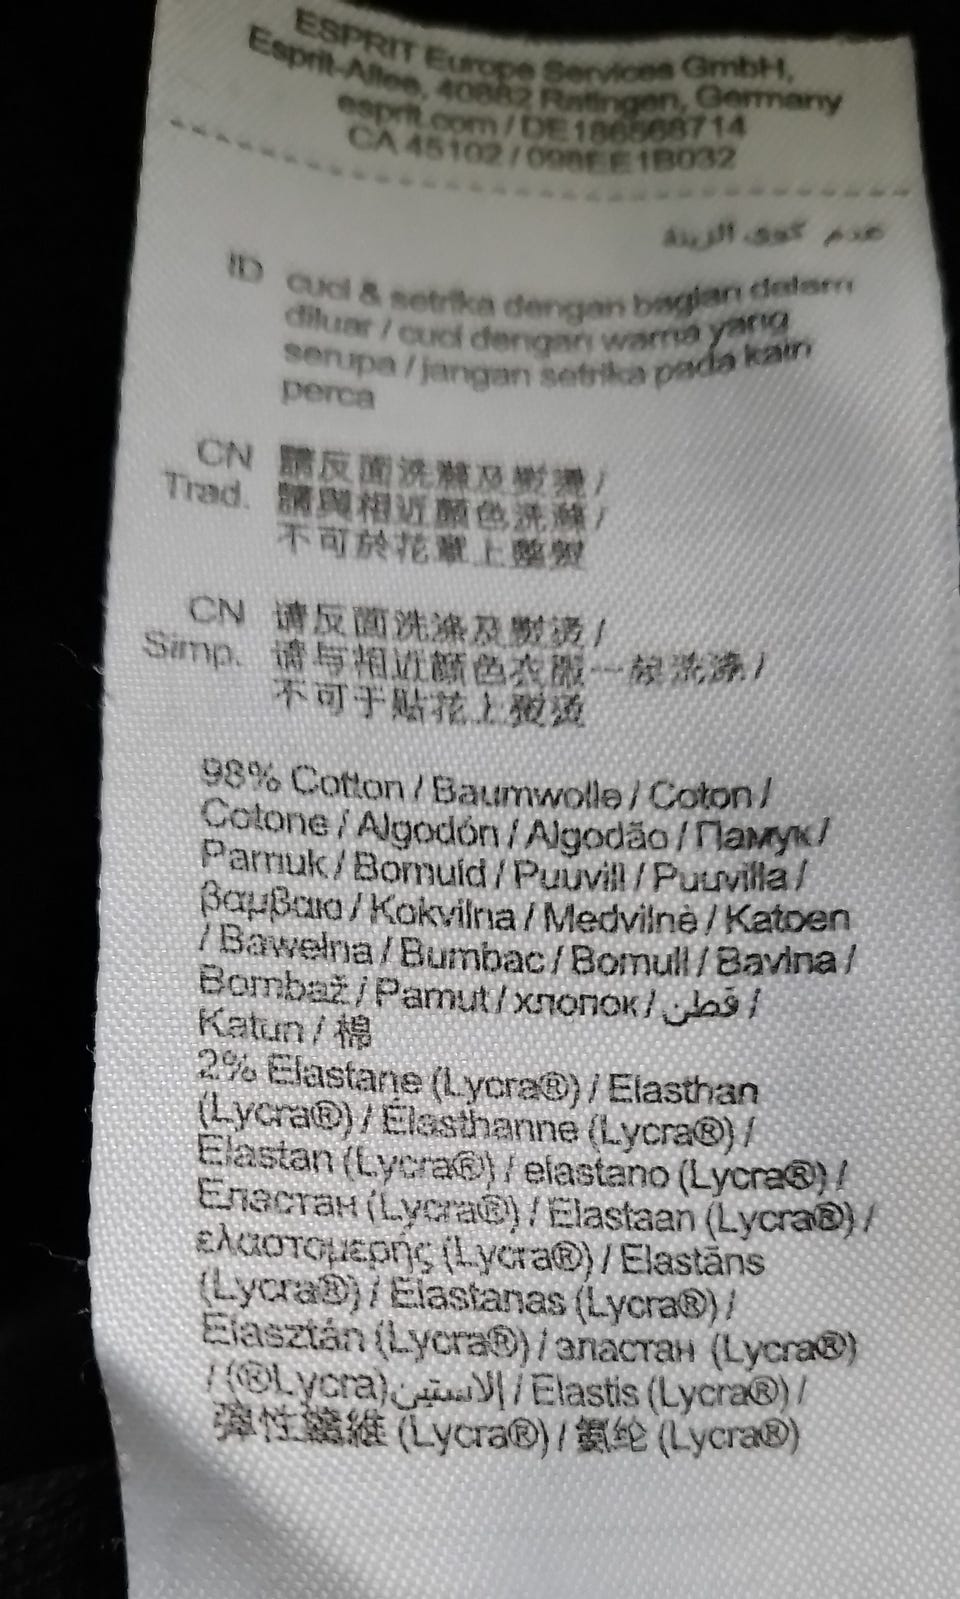 ESPRIT Europe Services GmbH,
Esprit-Allee, 40882 Ratingen, Germany
esprit.com / DE186568714
CA 45102 / 098EE1B032
عدم كوي الزينة
ID cuci & setrika dengan bagian dalam
diluar / cuci dengan warna yang
serupa / jangan setrika pada kain
perca
CN 請反面洗滌及熨燙 /
Trad. 請與相近顏色洗滌 /
不可於花章上整熨
CN 请反面洗涤及熨烫 /
Simp. 请与相近颜色衣服一起洗涤 /
不可于贴花上熨烫
98% Cotton / Baumwolle / Coton /
Cotone / Algodón / Algodão / Памук /
Pamuk / Bomuld / Puuvill / Puuvilla /
βαμβακι / Kokvilna / Medvilnė / Katoen
/ Bawełna / Bumbac / Bomull / Bavlna /
Bombaž / Pamut / хлопок / قطن /
Katun / 棉
2% Elastane (Lycra®) / Elasthan
(Lycra®) / Élasthanne (Lycra®) /
Elastan (Lycra®) / elastano (Lycra®) /
Еластан (Lycra®) / Elastaan (Lycra®) /
ελαστομερής (Lycra®) / Elastāns
(Lycra®) / Elastanas (Lycra®) /
Elasztán (Lycra®) / эластан (Lycra®)
/ إلاستين(Lycra®) / Elastis (Lycra®) /
彈性纖維 (Lycra®) / 氨纶 (Lycra®)